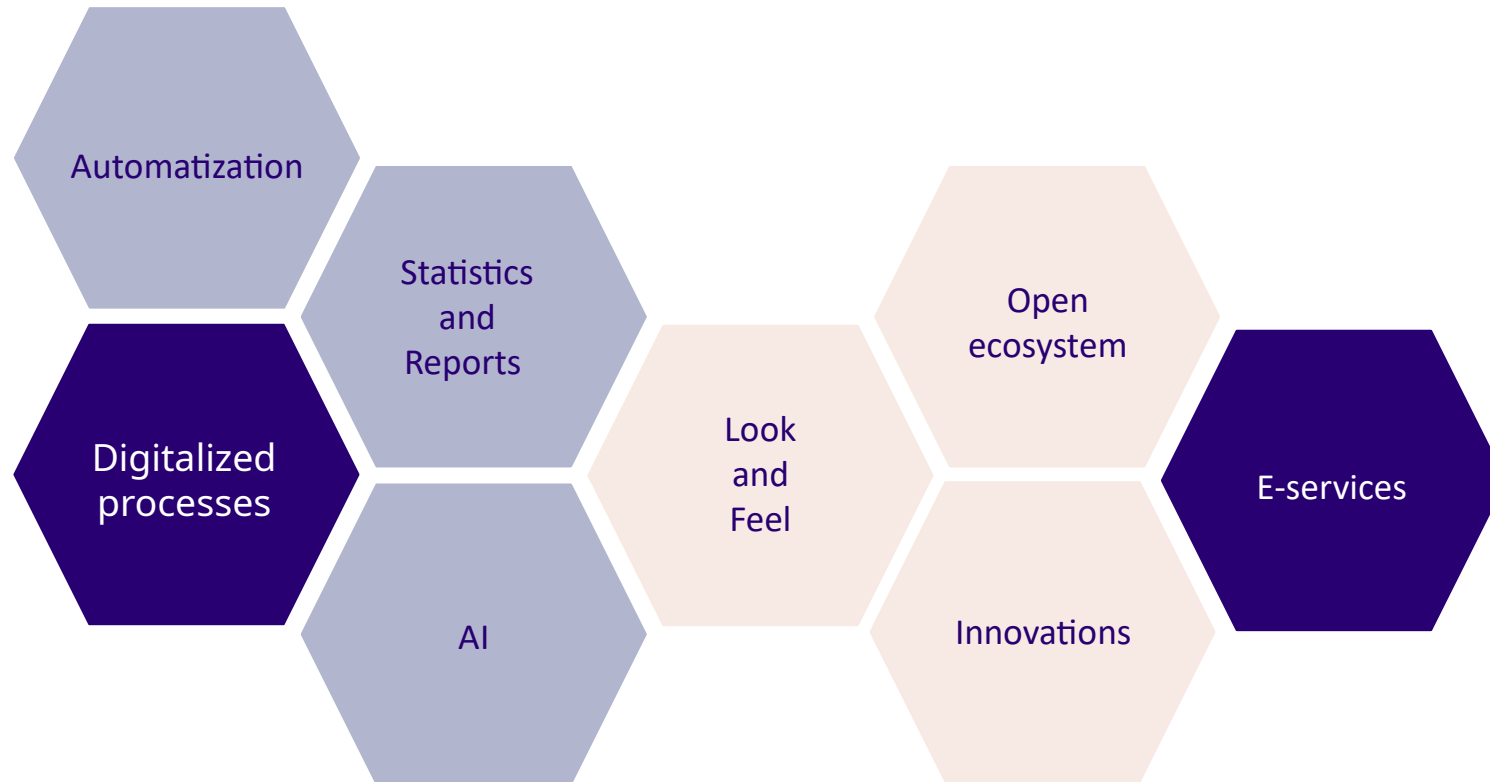 Automatization
Statistics
and
Reports
Digitalized
processes
AI
Look
and
Feel
Open
ecosystem
Innovations
E-services